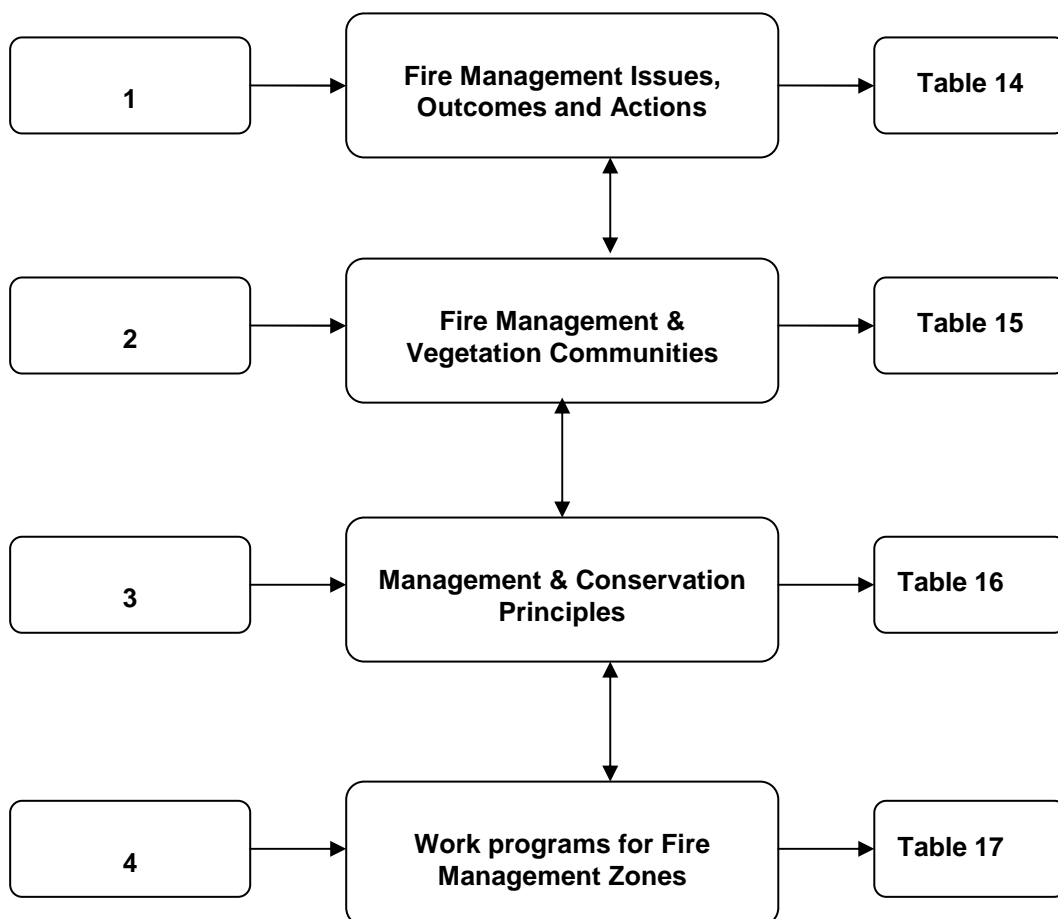 1
Fire Management Issues,
Outcomes and Actions
Table 14
2
Fire Management &
Vegetation Communities
Table 15
3
Management & Conservation
Principles
Table 16
4
Work programs for Fire
Management Zones
Table 17